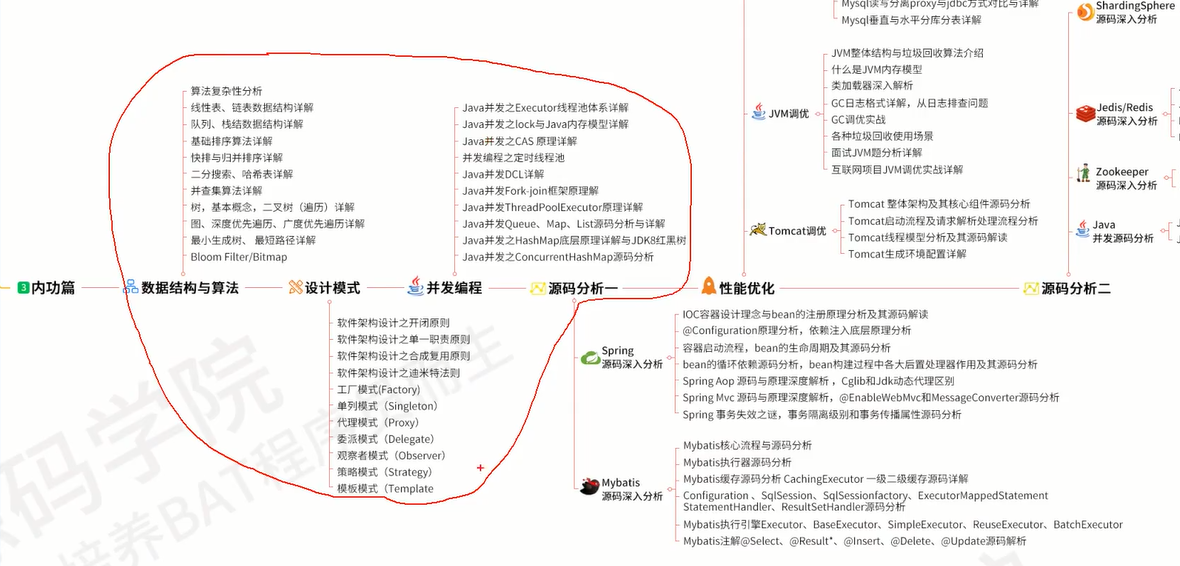 Mysql读写分离proxy与jdbc方式对比与详解
Mysql垂直与水平分库分表详解
ShardingSphere
源码深入分析
算法复杂性分析
线性表、链表数据结构详解
队列、栈结数据结构详解
基础排序算法详解
快排与归并排序详解
二分搜索、哈希表详解
并查集算法详解
树，基本概念，二叉树（遍历）详解
图、深度优先遍历、广度优先遍历详解
最小生成树、 最短路径详解
Bloom Filter/Bitmap
Java并发之Executor线程池体系详解
Java并发之lock与Java内存模型详解
Java并发之CAS 原理详解
并发编程之定时线程池
Java并发DCL详解
Java并发Fork-join框架原理解
Java并发ThreadPoolExecutor原理详解
Java并发Queue、Map、List源码分析与详解
Java并发之HashMap底层原理详解与JDK8红黑树
Java并发之ConcurrentHashMap源码分析
JVM调优
JVM整体结构与垃圾回收算法介绍
什么是JVM内存模型
类加载器深入解析
GC日志格式详解，从日志排查问题
GC调优实战
各种垃圾回收使用场景
面试JVM题分析详解
互联网项目JVM调优实战详解
Tomcat调优
Tomcat 整体架构及其核心组件源码分析
Tomcat启动流程及请求解析处理流程分析
Tomcat线程模型分析及其源码解读
Tomcat生成环境配置详解
Jedis/Redis
源码深入分析
Zookeeper
源码深入分析
Java
并发源码分析
3 内功篇
数据结构与算法
设计模式
并发编程
源码分析一
性能优化
源码分析二
软件架构设计之开闭原则
软件架构设计之单一职责原则
软件架构设计之合成复用原则
软件架构设计之迪米特法则
工厂模式(Factory)
单列模式（Singleton）
代理模式（Proxy）
委派模式（Delegate）
观察者模式（Observer）
策略模式（Strategy）
模板模式（Template
Spring
源码深入分析
IOC容器设计理念与bean的注册原理分析及其源码解读
@Configuration原理分析，依赖注入底层原理分析
容器启动流程，bean的生命周期及其源码分析
bean的循环依赖源码分析，bean构建过程中各大后置处理器作用及其源码分析
Spring Aop 源码与原理深度解析 ，Cglib和Jdk动态代理区别
Spring Mvc 源码与原理深度解析，@EnableWebMvc和MessageConverter源码分析
Spring 事务失效之谜，事务隔离级别和事务传播属性源码分析
Mybatis
源码深入分析
Mybatis核心流程与源码分析
Mybatis执行器源码分析
Mybatis缓存源码分析 CachingExecutor 一级二级缓存源码详解
Configuration 、SqlSession、SqlSessionfactory、ExecutorMappedStatement
StatementHandler、ResultSetHandler源码分析
Mybatis执行引擎Executor、BaseExecutor、SimpleExecutor、ReuseExecutor、BatchExecutor
Mybatis注解@Select、@Result*、@Insert、@Delete、@Update源码解析
码学院
培养BAT程序